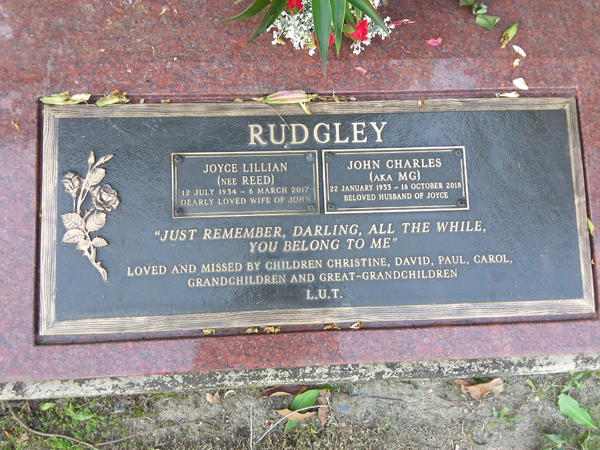 RUDGLEY
JOYCE LILLIAN
(NEE REED)
12 JULY 1934 - 6 MARCH 2017
DEARLY LOVED WIFE OF JOHN
JOHN CHARLES
(AKA MG)
22 JANUARY 1933 - 16 OCTOBER 2018
BELOVED HUSBAND OF JOYCE
"JUST REMEMBER, DARLING, ALL THE WHILE,
YOU BELONG TO ME"
LOVED AND MISSED BY CHILDREN CHRISTINE, DAVID, PAUL, CAROL,
GRANDCHILDREN AND GREAT-GRANDCHILDREN
L.U.T.